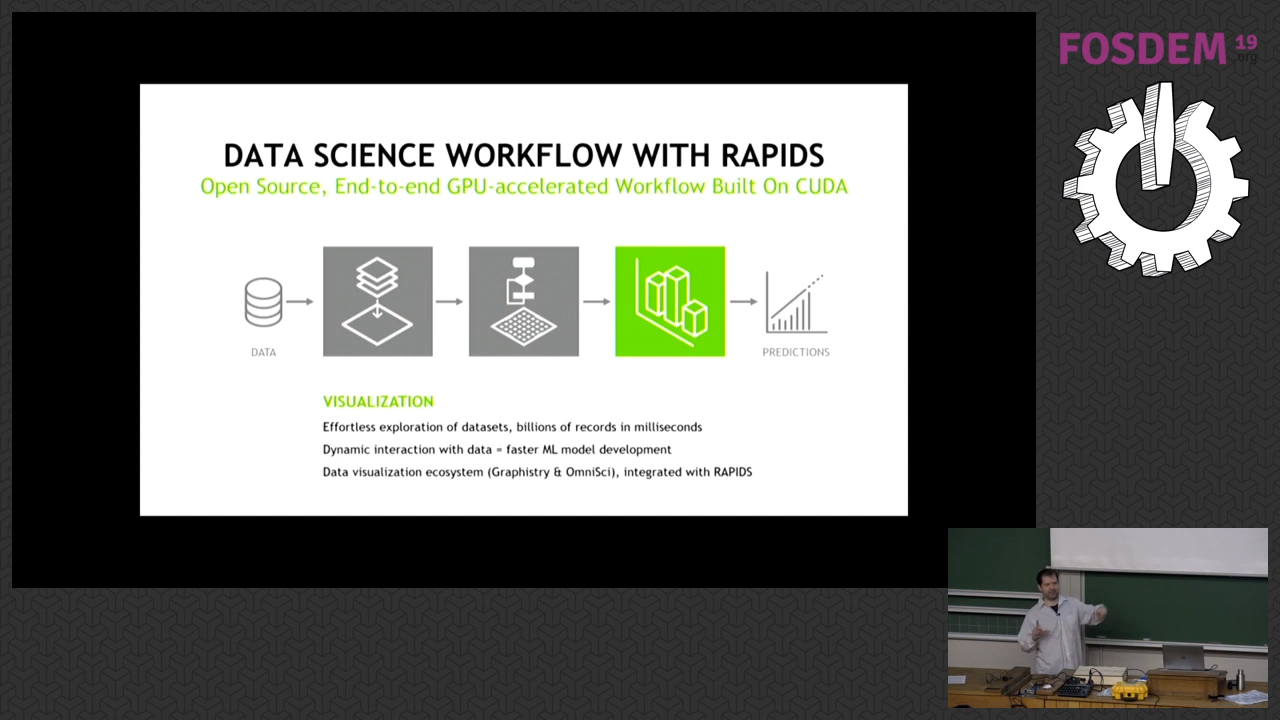 FOSDEM 19
.org
DATA SCIENCE WORKFLOW WITH RAPIDS
Open Source, End-to-end GPU-accelerated Workflow Built On CUDA
DATA
PREDICTIONS
VISUALIZATION
Effortless exploration of datasets, billions of records in milliseconds
Dynamic interaction with data = faster ML model development
Data visualization ecosystem (Graphistry & OmniSci), integrated with RAPIDS